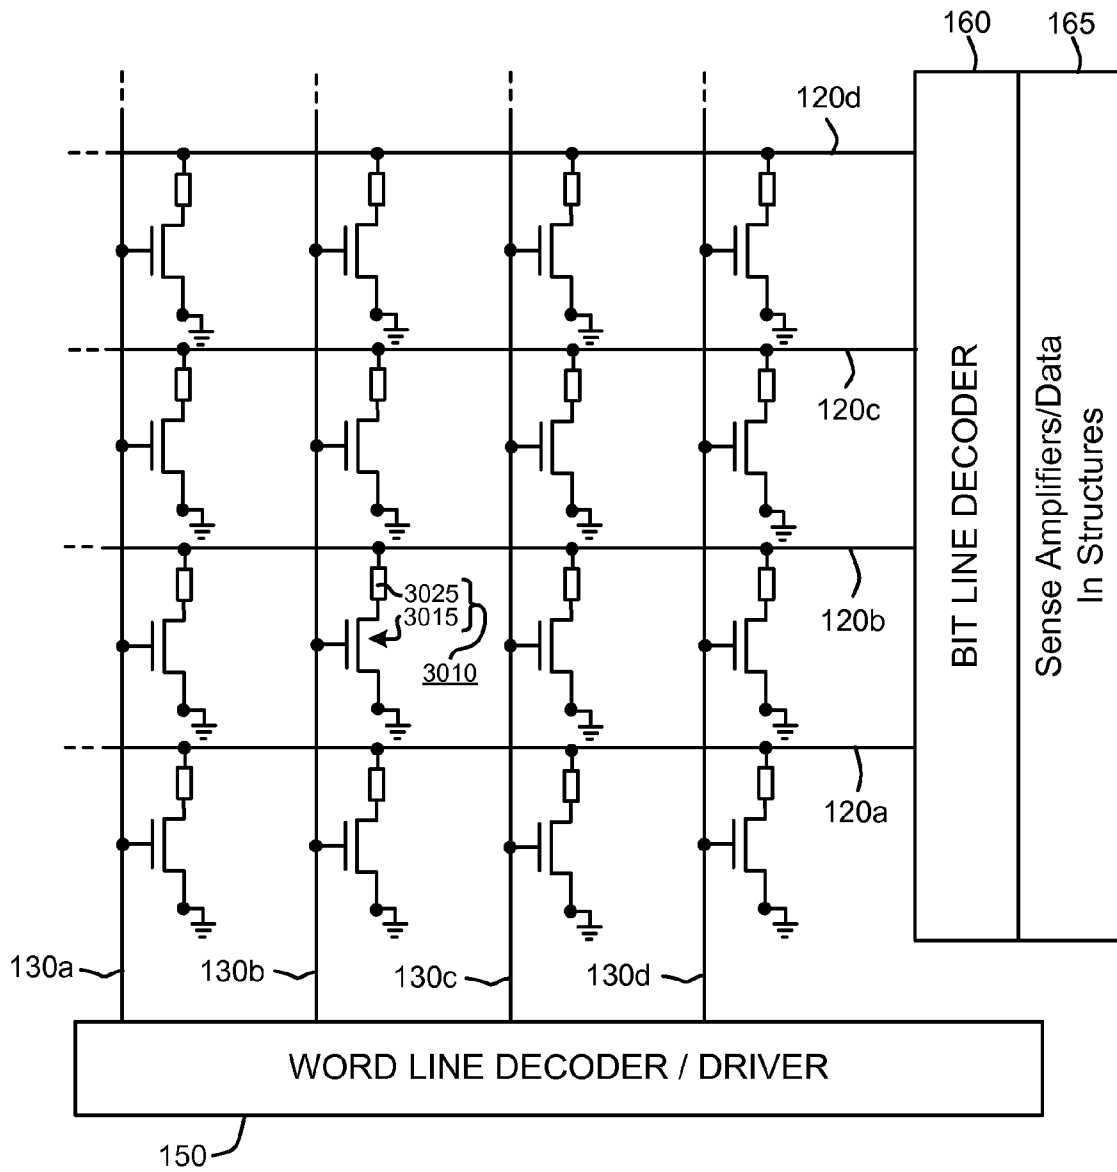 160
165
120d
120c
BIT LINE DECODER
Sense Amplifiers/Data
In Structures
3025
3015
3010
120b
120a
130a
130b
130c
130d
WORD LINE DECODER / DRIVER
150